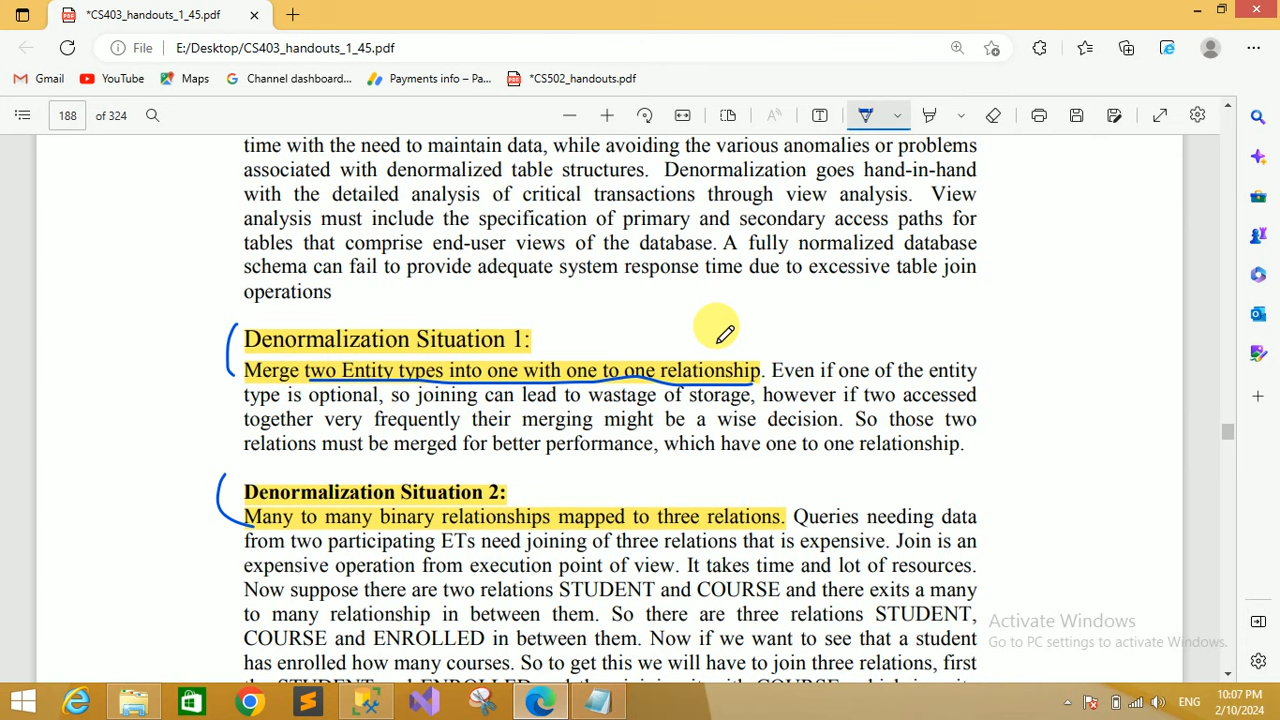 *CS403_handouts_1_45.pdf
File
E:/Desktop/CS403_handouts_1_45.pdf
Gmail
YouTube
Maps
Channel dashboard...
Payments info – Pa...
*CS502_handouts.pdf
188
of 324
time with the need to maintain data, while avoiding the various anomalies or problems
associated with denormalized table structures. Denormalization goes hand-in-hand
with the detailed analysis of critical transactions through view analysis. View
analysis must include the specification of primary and secondary access paths for
tables that comprise end-user views of the database. A fully normalized database
schema can fail to provide adequate system response time due to excessive table join
operations
Denormalization Situation 1:
Merge two Entity types into one with one to one relationship. Even if one of the entity
type is optional, so joining can lead to wastage of storage, however if two accessed
together very frequently their merging might be a wise decision. So those two
relations must be merged for better performance, which have one to one relationship.
Denormalization Situation 2:
Many to many binary relationships mapped to three relations. Queries needing data
from two participating ETs need joining of three relations that is expensive. Join is an
expensive operation from execution point of view. It takes time and lot of resources.
Now suppose there are two relations STUDENT and COURSE and there exits a many
to many relationship in between them. So there are three relations STUDENT,
COURSE and ENROLLED in between them. Now if we want to see that a student
has enrolled how many courses. So to get this we will have to join three relations, first
Activate Windows
Go to PC settings to activate Windows.
ENG
10:07 PM
2/10/2024